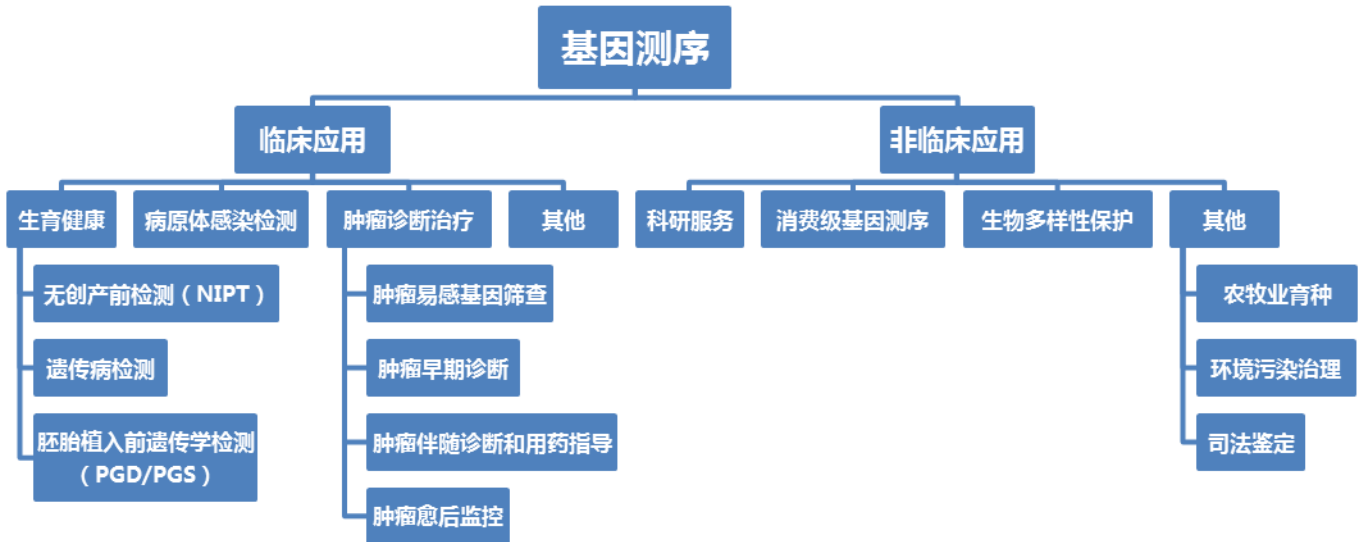 基因测序
临床应用
非临床应用
生育健康
病原体感染检测
肿瘤诊断治疗
其他
科研服务
消费级基因测序
生物多样性保护
其他
无创产前检测（NIPT）
遗传病检测
胚胎植入前遗传学检测
（PGD/PGS）
肿瘤易感基因筛查
肿瘤早期诊断
肿瘤伴随诊断和用药指导
肿瘤愈后监控
农牧业育种
环境污染治理
司法鉴定